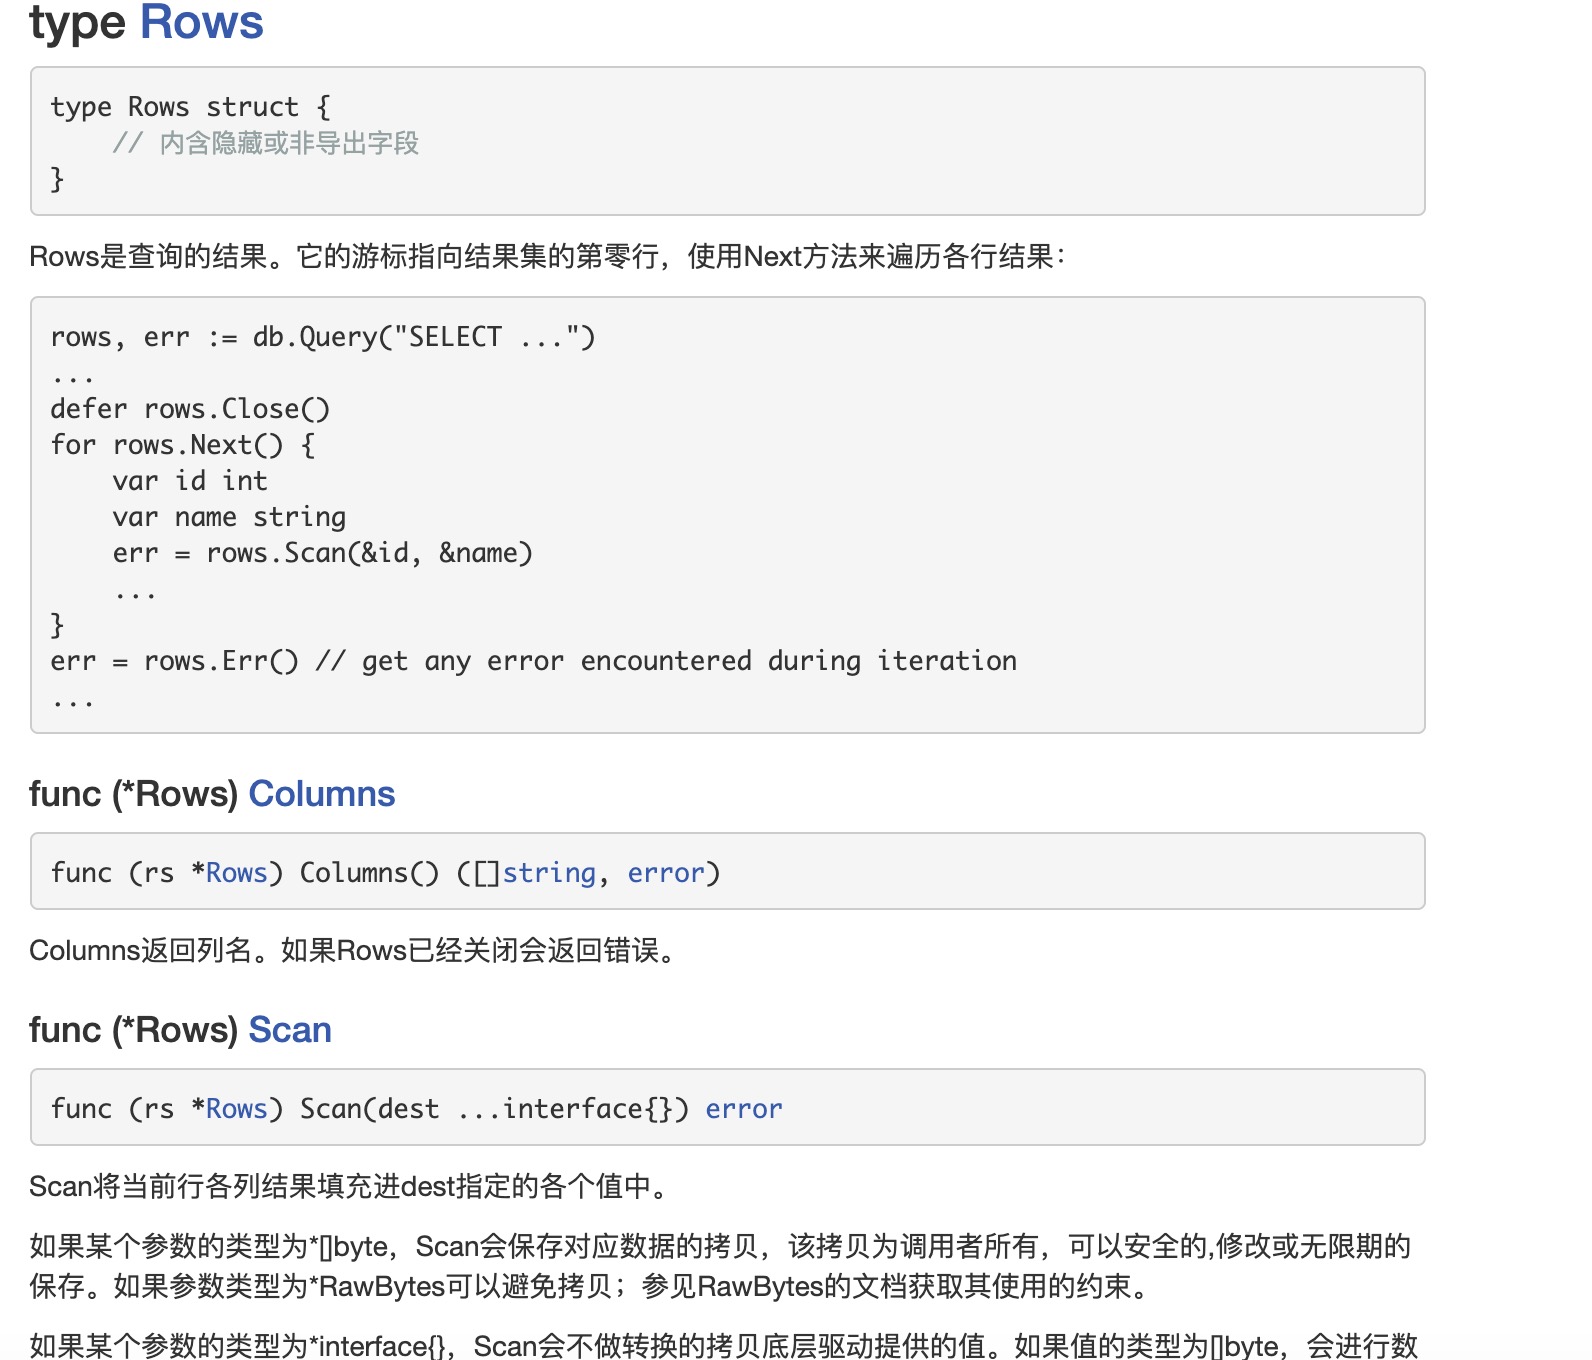 type Rows
type Rows struct {
    // 内含隐藏或非导出字段
}
Rows是查询的结果。它的游标指向结果集的第零行，使用Next方法来遍历各行结果：
rows, err := db.Query("SELECT ...")
...
defer rows.Close()
for rows.Next() {
    var id int
    var name string
    err = rows.Scan(&id, &name)
    ...
}
err = rows.Err() // get any error encountered during iteration
...
func (*Rows) Columns
func (rs *Rows) Columns() ([]string, error)
Columns返回列名。如果Rows已经关闭会返回错误。
func (*Rows) Scan
func (rs *Rows) Scan(dest ...interface{}) error
Scan将当前行各列结果填充进dest指定的各个值中。
如果某个参数的类型为*[]byte，Scan会保存对应数据的拷贝，该拷贝为调用者所有，可以安全的,修改或无限期的
保存。如果参数类型为*RawBytes可以避免拷贝；参见RawBytes的文档获取其使用的约束。
如果某个参数的类型为*interface{}，Scan会不做转换的拷贝底层驱动提供的值。如果值的类型为[]byte，会进行数